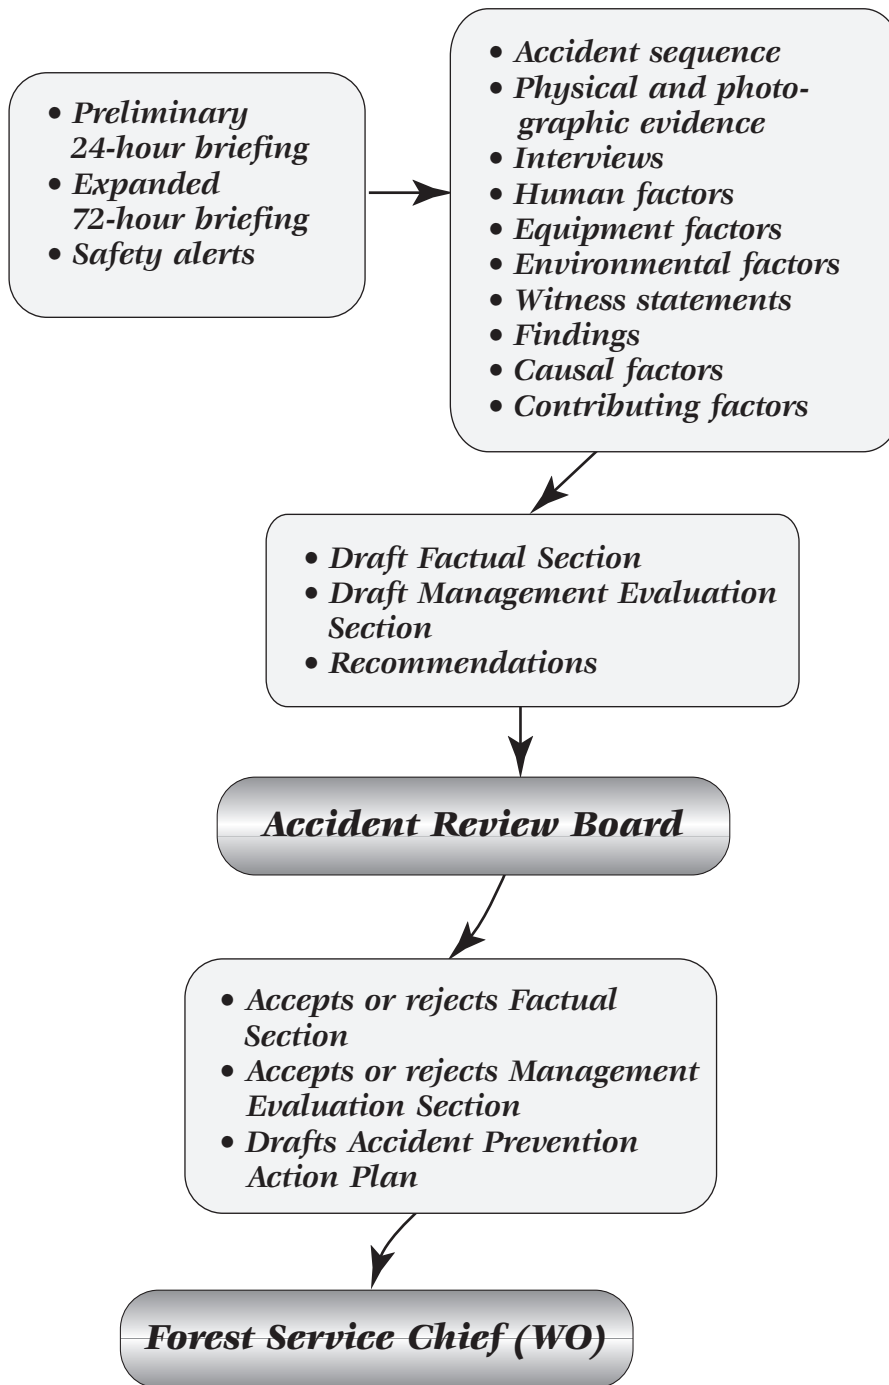 • Preliminary
24-hour briefing
• Expanded
72-hour briefing
• Safety alerts
• Accident sequence
• Physical and photo-
graphic evidence
• Interviews
• Human factors
• Equipment factors
• Environmental factors
• Witness statements
• Findings
• Causal factors
• Contributing factors
• Draft Factual Section
• Draft Management Evaluation
Section
• Recommendations
Accident Review Board
• Accepts or rejects Factual
Section
• Accepts or rejects Management
Evaluation Section
• Drafts Accident Prevention
Action Plan
Forest Service Chief (WO)